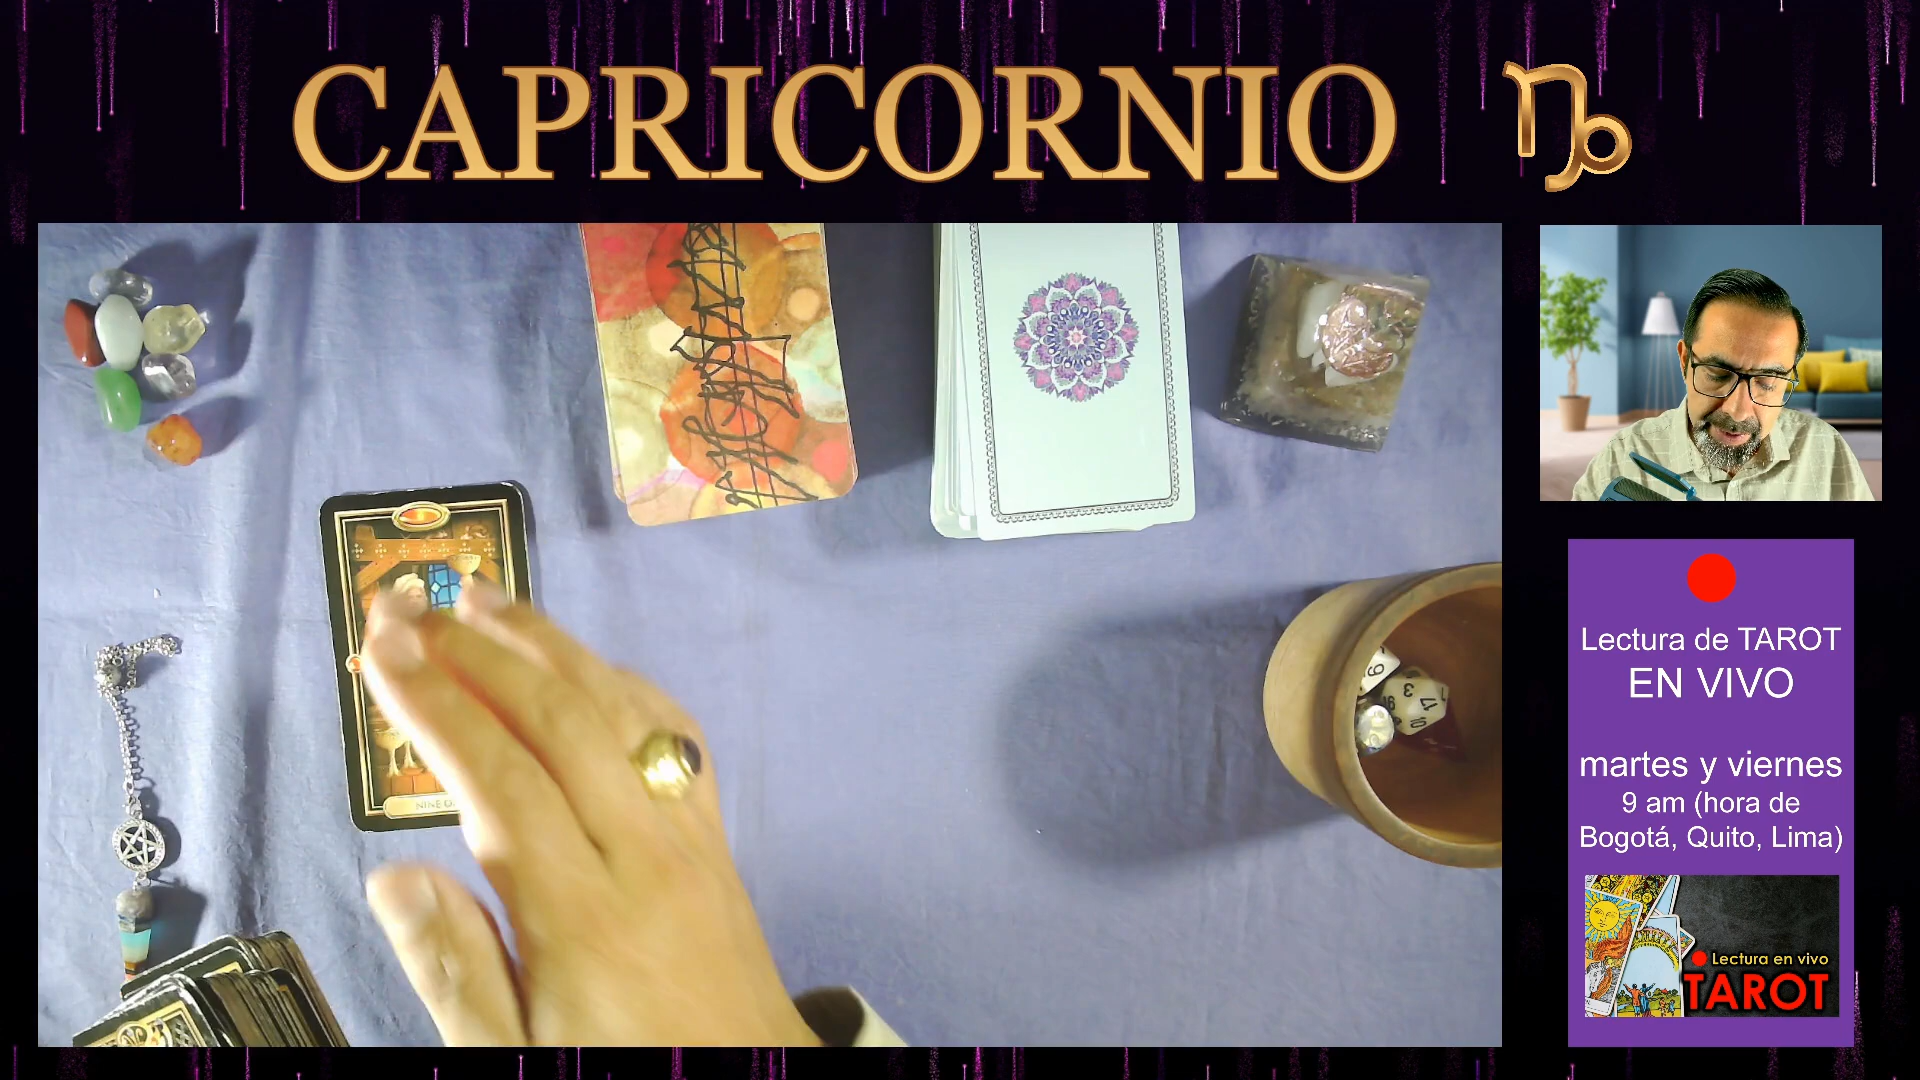 CAPRICORNIO
NINE O
Lectura de TAROT
EN VIVO
martes y viernes
9 am (hora de
Bogotá, Quito, Lima)
Lectura en vivo
TAROT